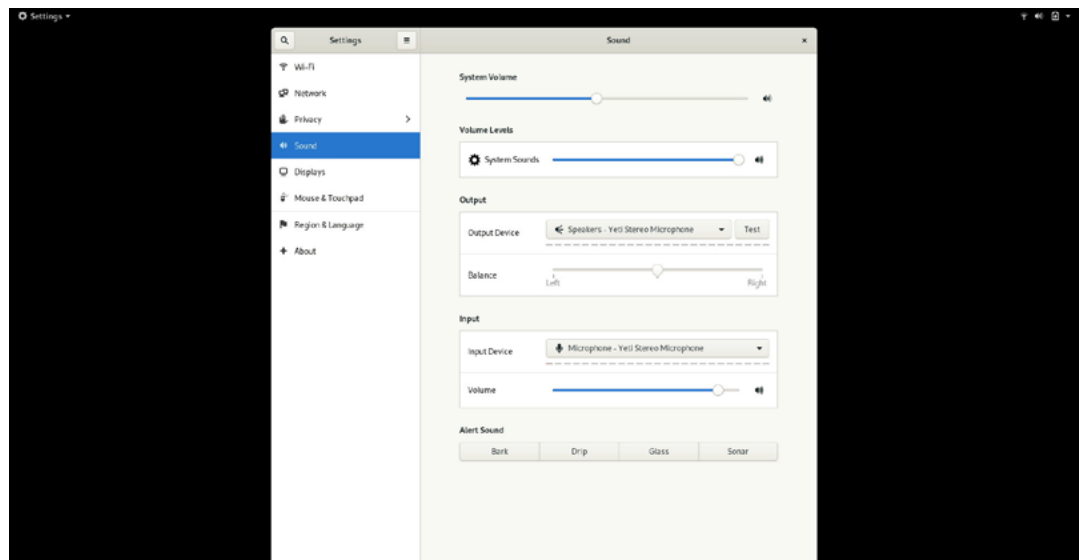 Settings
Settings
Sound
Wi-Fi
Network
Privacy
Sound
Displays
Mouse & Touchpad
Region & Language
About
System Volume
Volume Levels
System Sounds
Output
Output Device
Speakers - Yeti Stereo Microphone
Test
Balance
Left
Right
Input
Input Device
Microphone - Yeti Stereo Microphone
Volume
Alert Sound
Bark
Drip
Glass
Sonar